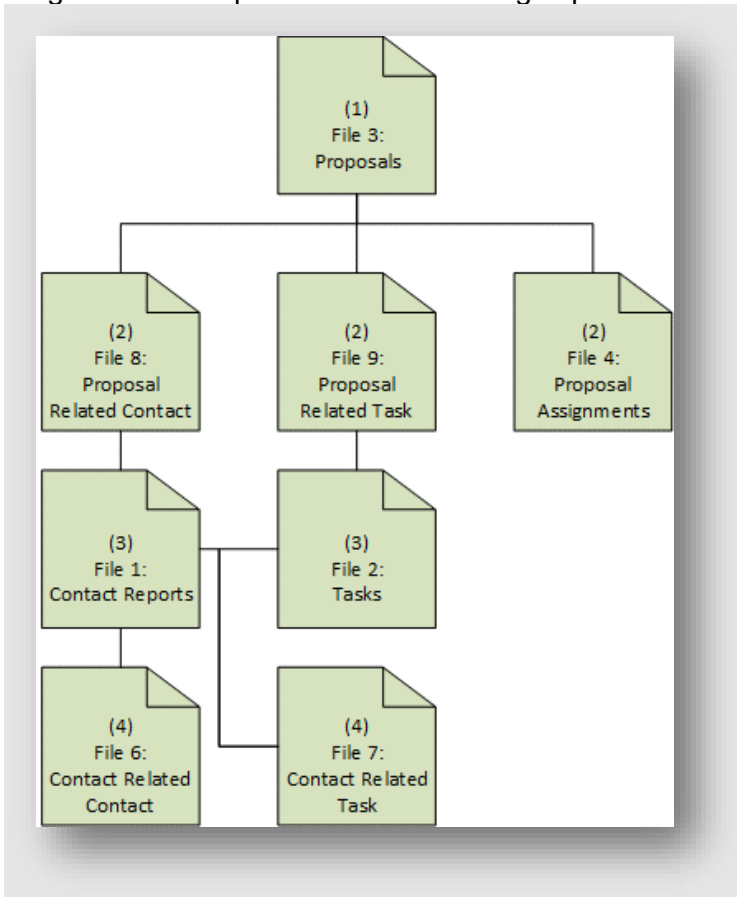 (1)
File 3:
Proposals
(2)
File 8:
Proposal
Related Contact
(2)
File 9:
Proposal
Related Task
(2)
File 4:
Proposal
Assignments
(3)
File 1:
Contact Reports
(3)
File 2:
Tasks
(4)
File 6:
Contact Related
Contact
(4)
File 7:
Contact Related
Task